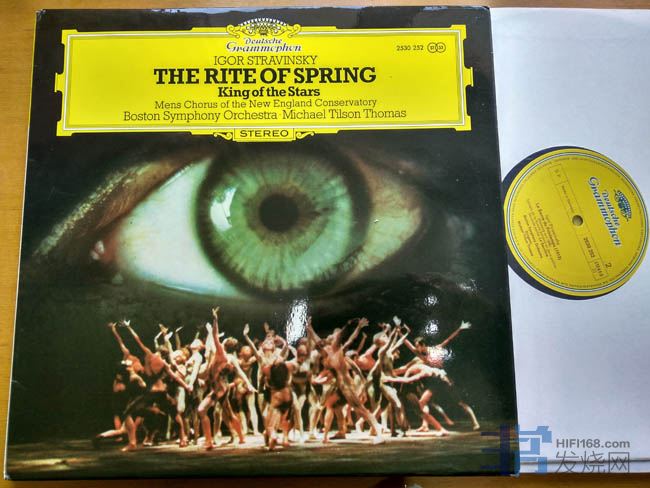 Deutsche
Grammophon
2530 252
IGOR STRAVINSKY
THE RITE OF SPRING
King of the Stars
Mens Chorus of the New England Conservatory
Boston Symphony Orchestra · Michael Tilson Thomas
STEREO
Deutsche
Grammophon
2
HIFI168.com
发烧网